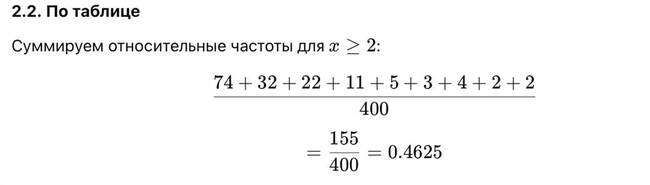 2.2. По таблице
Суммируем относительные частоты для x ≥ 2:
74 + 32 + 22 + 11 + 5 + 3 + 4 + 2 + 2
400
= 155/400 = 0.4625